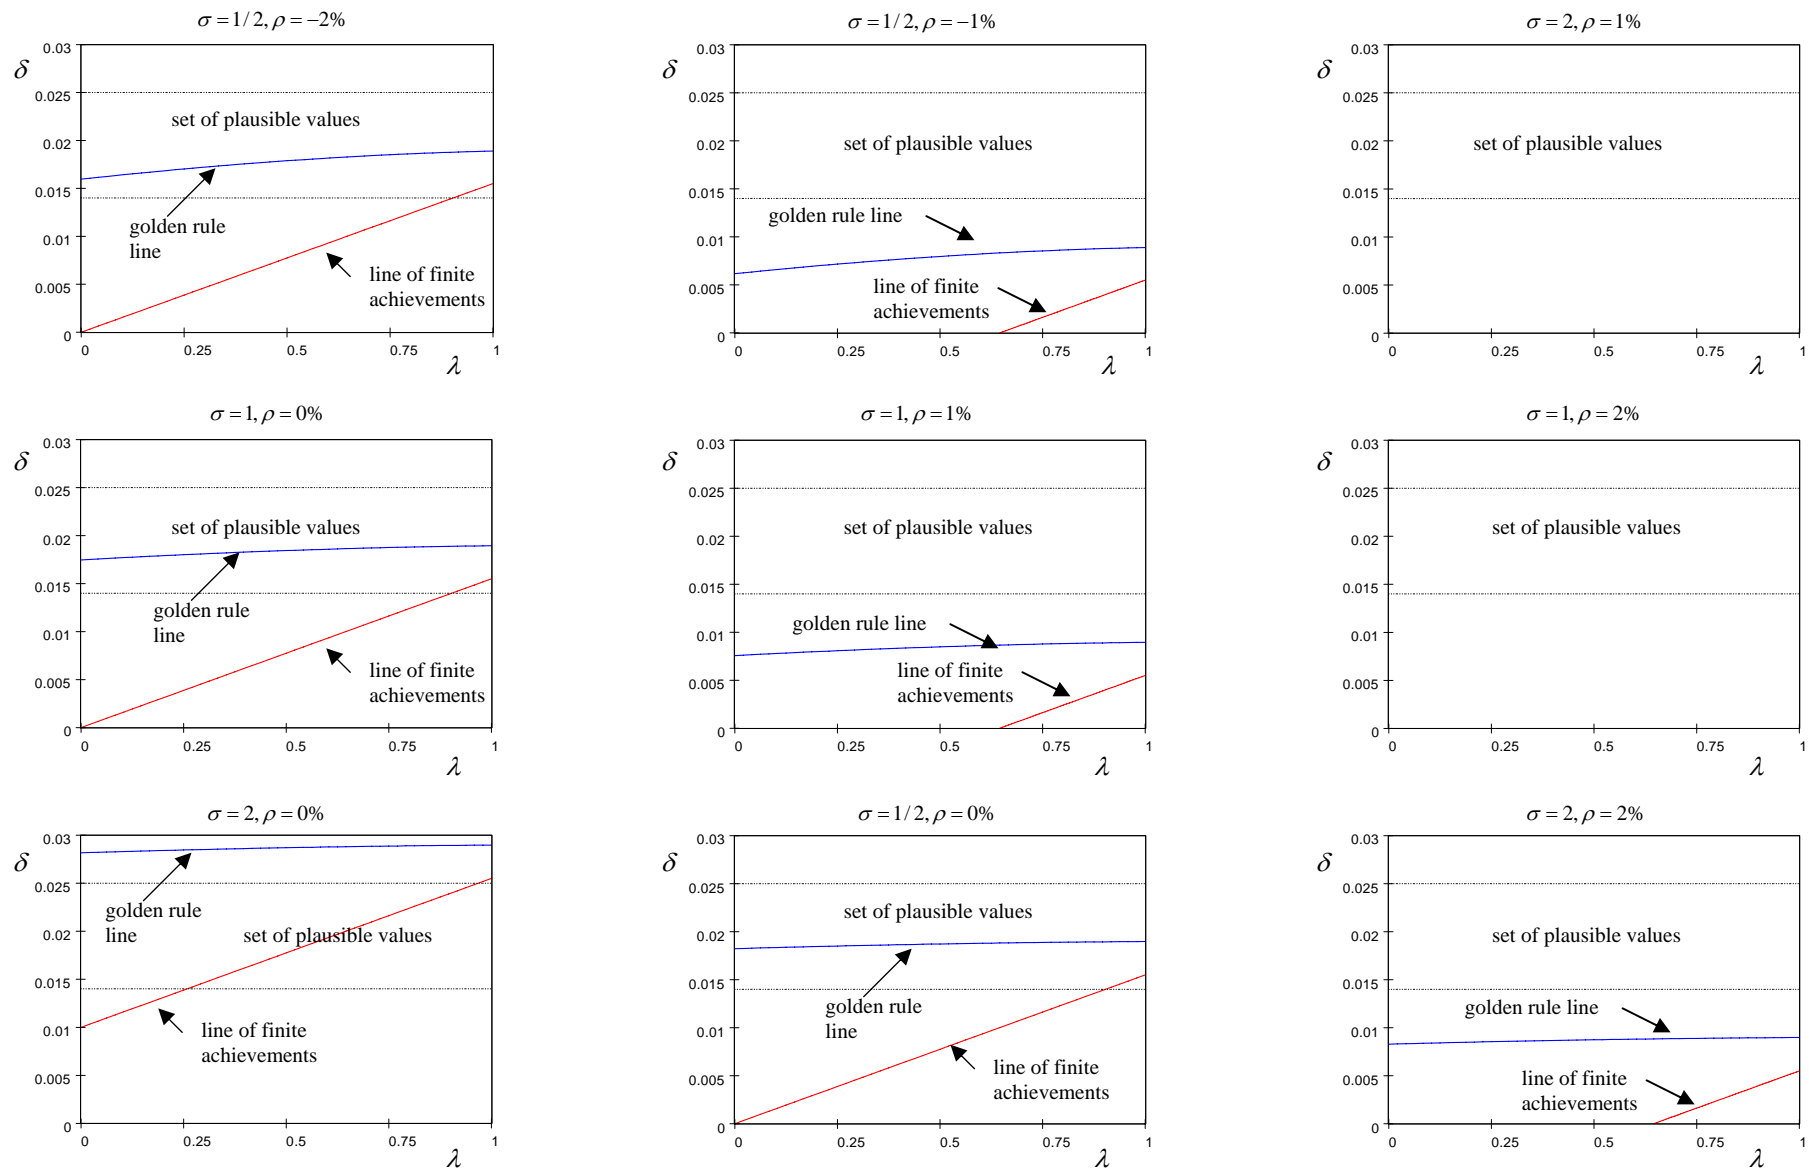 σ = 1/2, ρ = −2%
0.03
δ
0.025
set of plausible values
0.02
0.015
golden rule
line
0.01
line of finite
achievements
0.005
0
0
0.25
0.5
0.75
1
λ
σ = 1/2, ρ = −1%
0.03
δ
0.025
set of plausible values
0.02
0.015
golden rule line
0.01
line of finite
achievements
0.005
0
0
0.25
0.5
0.75
1
λ
σ = 2, ρ = 1%
0.03
δ
0.025
set of plausible values
0.02
0.015
0.01
0.005
0
0
0.25
0.5
0.75
1
λ
σ = 1, ρ = 0%
0.03
δ
0.025
set of plausible values
0.02
0.015
golden rule
line
0.01
line of finite
achievements
0.005
0
0
0.25
0.5
0.75
1
λ
σ = 1, ρ = 1%
0.03
δ
0.025
set of plausible values
0.02
0.015
golden rule line
0.01
line of finite
achievements
0.005
0
0
0.25
0.5
0.75
1
λ
σ = 1, ρ = 2%
0.03
δ
0.025
set of plausible values
0.02
0.015
0.01
0.005
0
0
0.25
0.5
0.75
1
λ
σ = 2, ρ = 0%
0.03
δ
0.025
golden rule
line
set of plausible values
0.02
0.015
0.01
line of finite
achievements
0.005
0
0
0.25
0.5
0.75
1
λ
σ = 1/2, ρ = 0%
0.03
δ
0.025
set of plausible values
0.02
0.015
golden rule
line
0.01
line of finite
achievements
0.005
0
0
0.25
0.5
0.75
1
λ
σ = 2, ρ = 2%
0.03
δ
0.025
set of plausible values
0.02
0.015
golden rule line
0.01
line of finite
achievements
0.005
0
0
0.25
0.5
0.75
1
λ